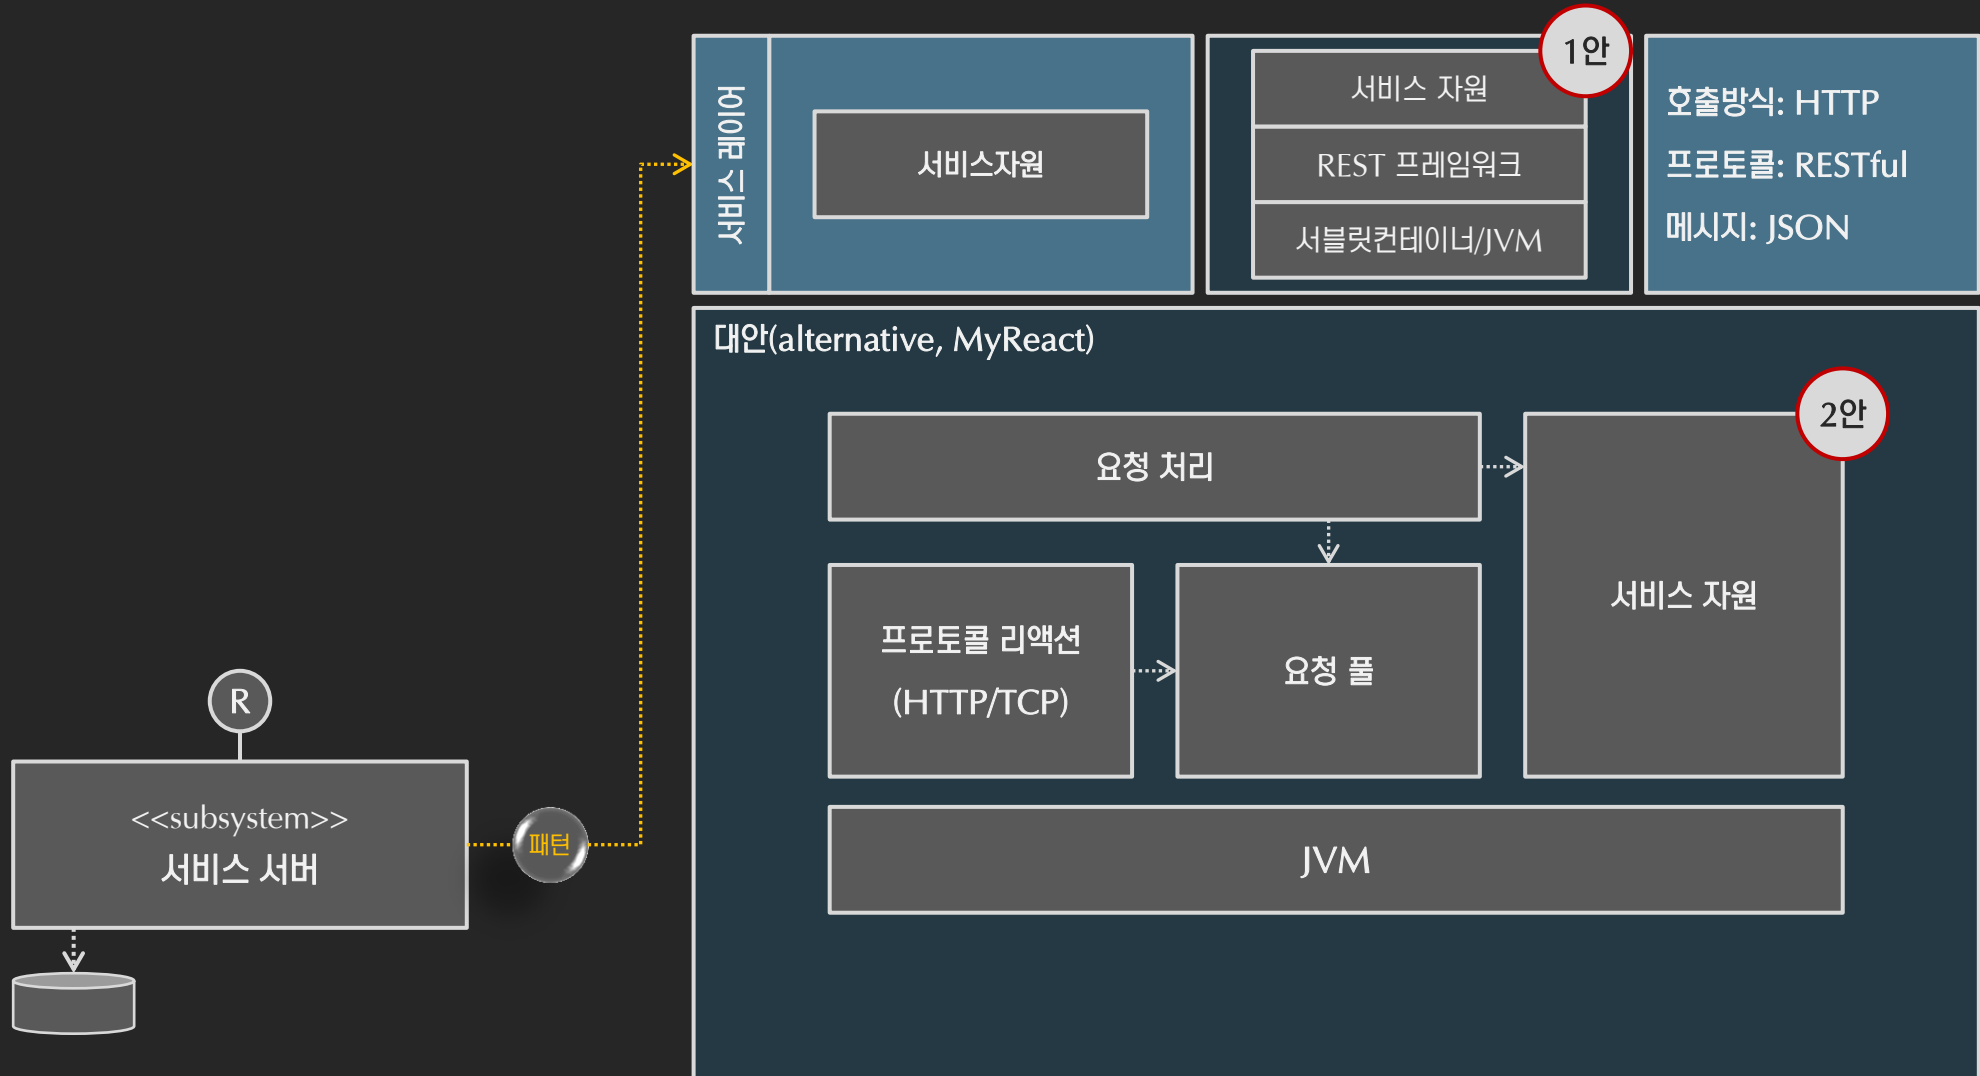 서비스 레이어
서비스자원
1안
서비스 자원
REST 프레임워크
서블릿컨테이너/JVM
호출방식: HTTP
프로토콜: RESTful
메시지: JSON
대안(alternative, MyReact)
2안
요청 처리
서비스 자원
프로토콜 리액션
(HTTP/TCP)
요청 풀
JVM
R
<<subsystem>>
서비스 서버
패턴